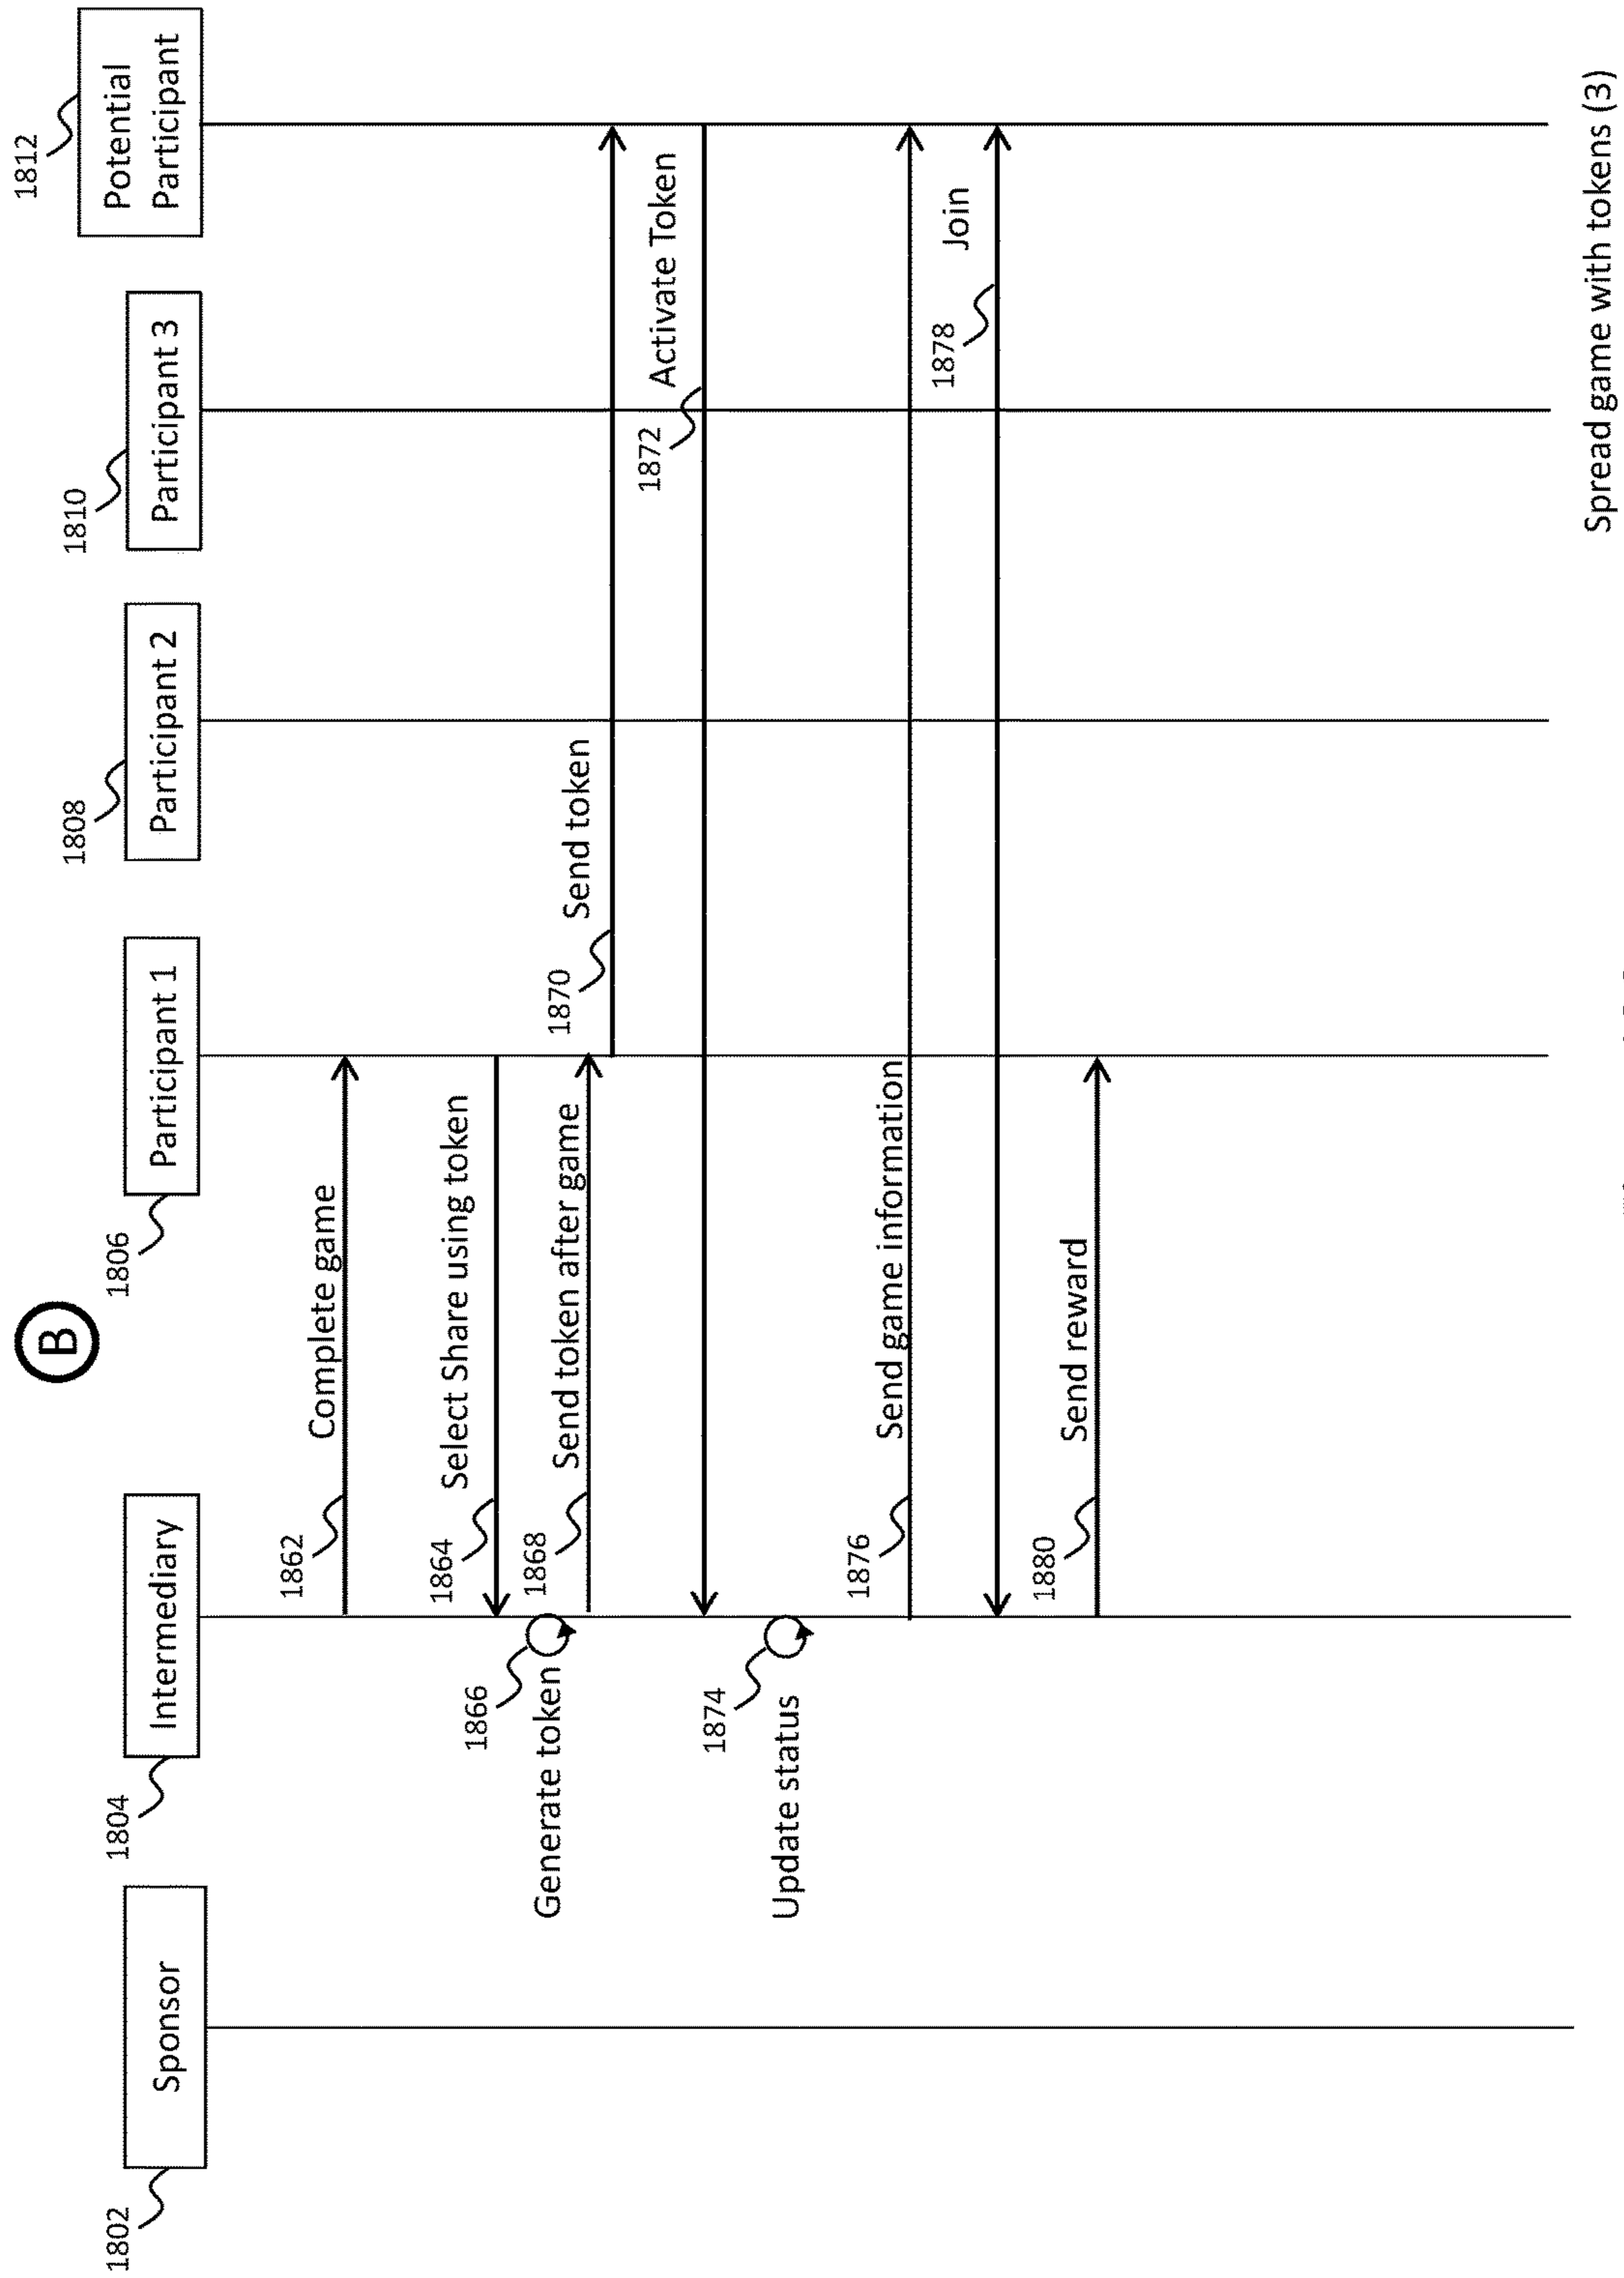 B
1802
1804
1806
1808
1810
1812
Sponsor
Intermediary
Participant 1
Participant 2
Participant 3
Potential
Participant
1862
Complete game
1864
Select Share using token
1866
Generate token
1868
Send token after game
1870
Send token
1872
Activate Token
1874
Update status
1876
Send game information
1878
Join
1880
Send reward
Spread game with tokens (3)